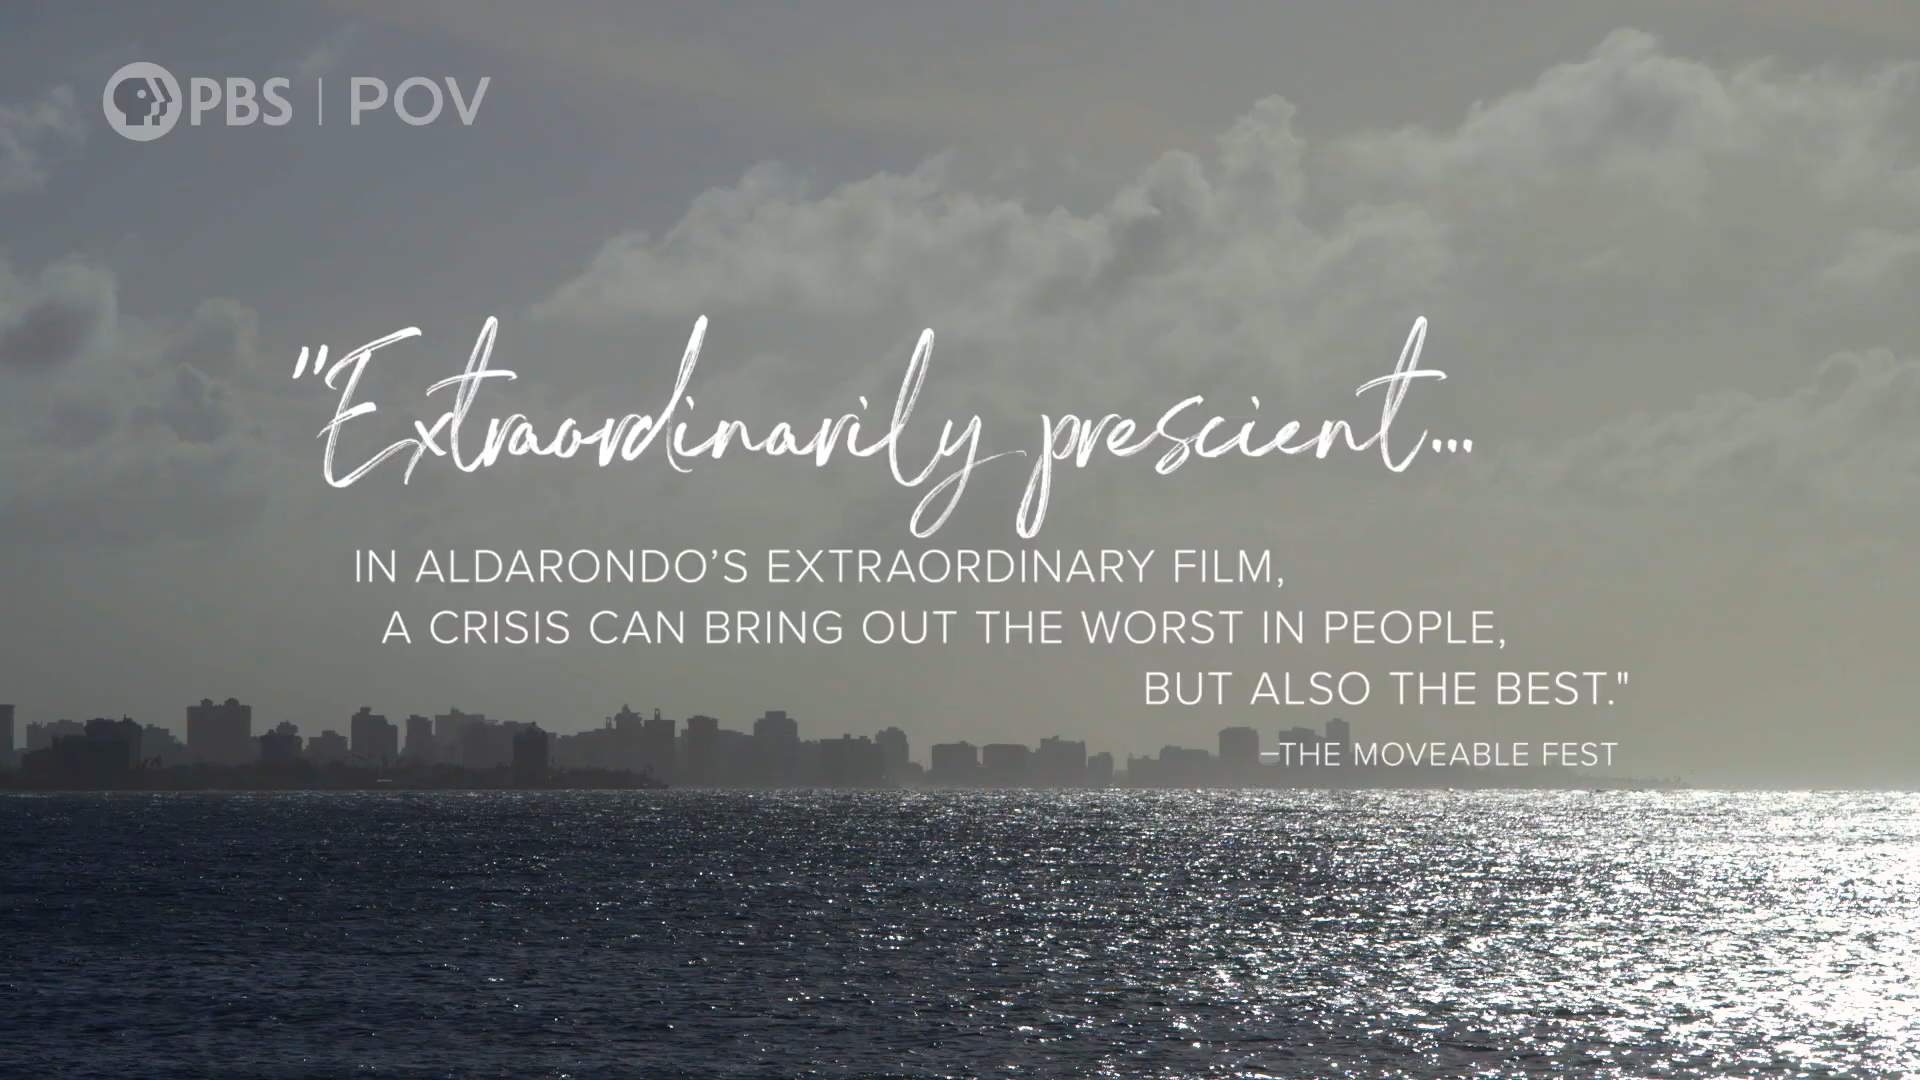 PBS | POV
"Extraordinarily prescient...
IN ALDARONDO’S EXTRAORDINARY FILM,
A CRISIS CAN BRING OUT THE WORST IN PEOPLE,
BUT ALSO THE BEST."
–THE MOVEABLE FEST